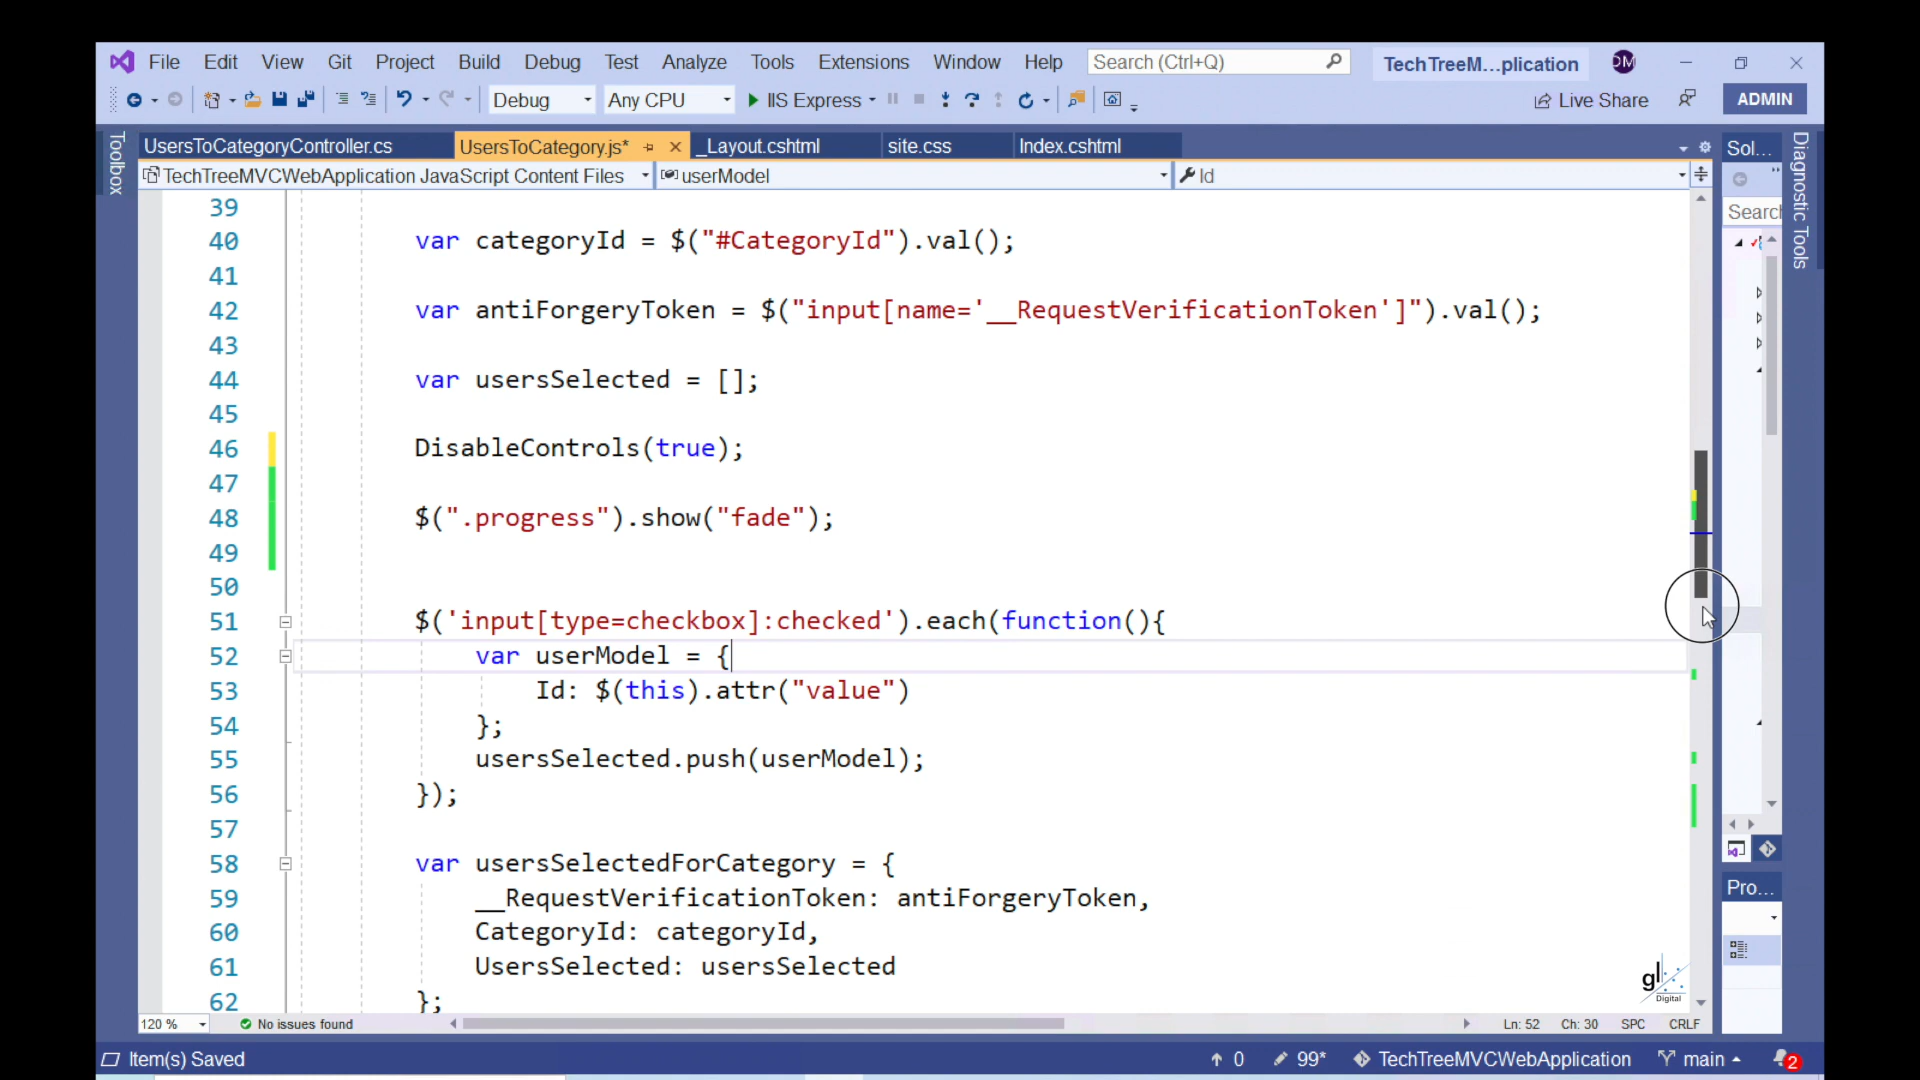 File Edit View Git Project Build Debug Test Analyze Tools Extensions Window Help Search (Ctrl+Q) TechTreeM...plication DM
Debug Any CPU IIS Express Live Share ADMIN
Toolbox
UsersToCategoryController.cs UsersToCategory.js* _Layout.cshtml site.css Index.cshtml Sol...
TechTreeMVCWebApplication JavaScript Content Files userModel Id
Search
Diagnostic Tools
39
40 var categoryId = $("#CategoryId").val();
41
42 var antiForgeryToken = $("input[name='__RequestVerificationToken']").val();
43
44 var usersSelected = [];
45
46 DisableControls(true);
47
48 $(".progress").show("fade");
49
50
51 $('input[type=checkbox]:checked').each(function(){
52 var userModel = {
53 Id: $(this).attr("value")
54 };
55 usersSelected.push(userModel);
56 });
57
58 var usersSelectedForCategory = {
59 __RequestVerificationToken: antiForgeryToken,
60 CategoryId: categoryId,
61 UsersSelected: usersSelected
62 };
Pro...
gl
Digital
120 % No issues found Ln: 52 Ch: 30 SPC CRLF
Item(s) Saved 0 99* TechTreeMVCWebApplication main 2